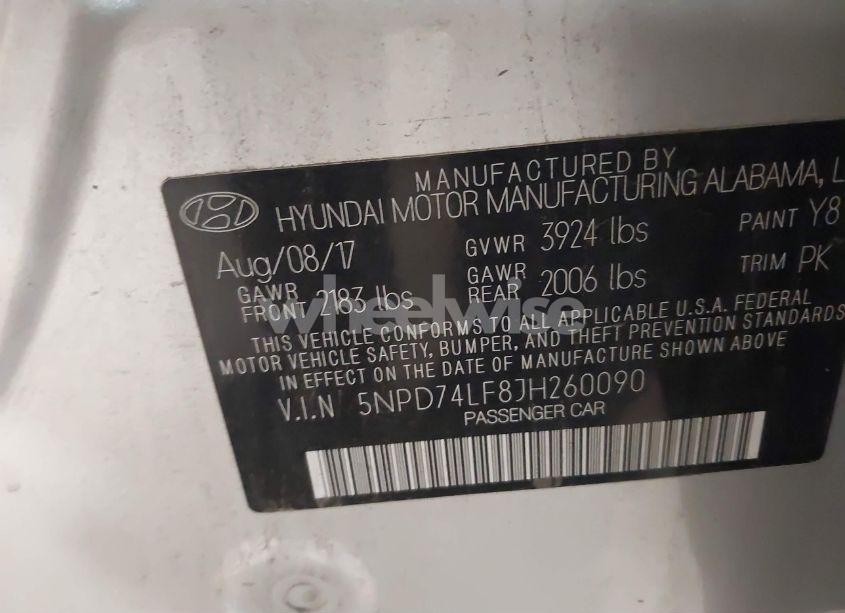 MANUFACTURED BY
HYUNDAI MOTOR MANUFACTURING ALABAMA, L
Aug/08/17 GVWR 3924 lbs PAINT Y8
GAWR FRONT 2183 lbs GAWR REAR 2006 lbs TRIM PK
wheelwise
THIS VEHICLE CONFORMS TO ALL APPLICABLE U.S.A. FEDERAL
MOTOR VEHICLE SAFETY, BUMPER, AND THEFT PREVENTION STANDARDS
IN EFFECT ON THE DATE OF MANUFACTURE SHOWN ABOVE
V.I.N 5NPD74LF8JH260090
PASSENGER CAR